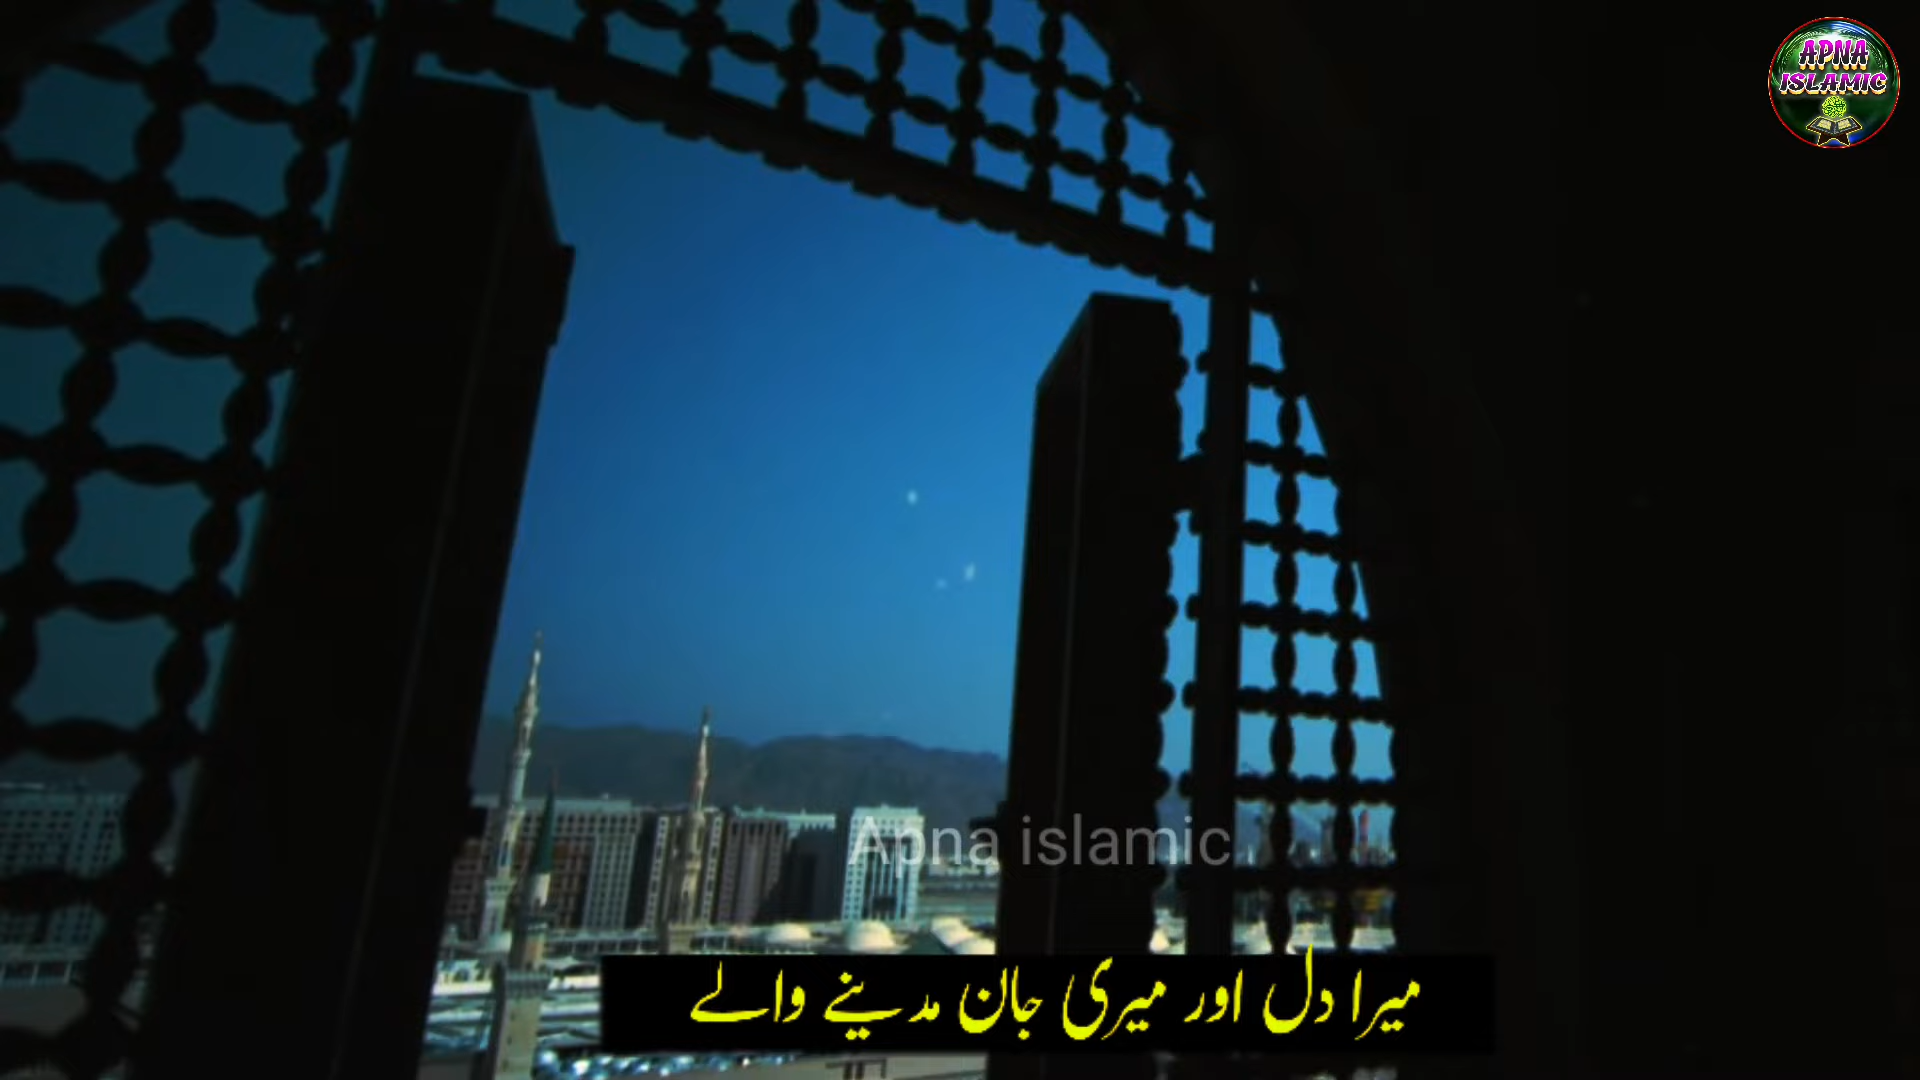 APNA
ISLAMIC
Apna islamic
میرا دل اور میری جان مدینے والے